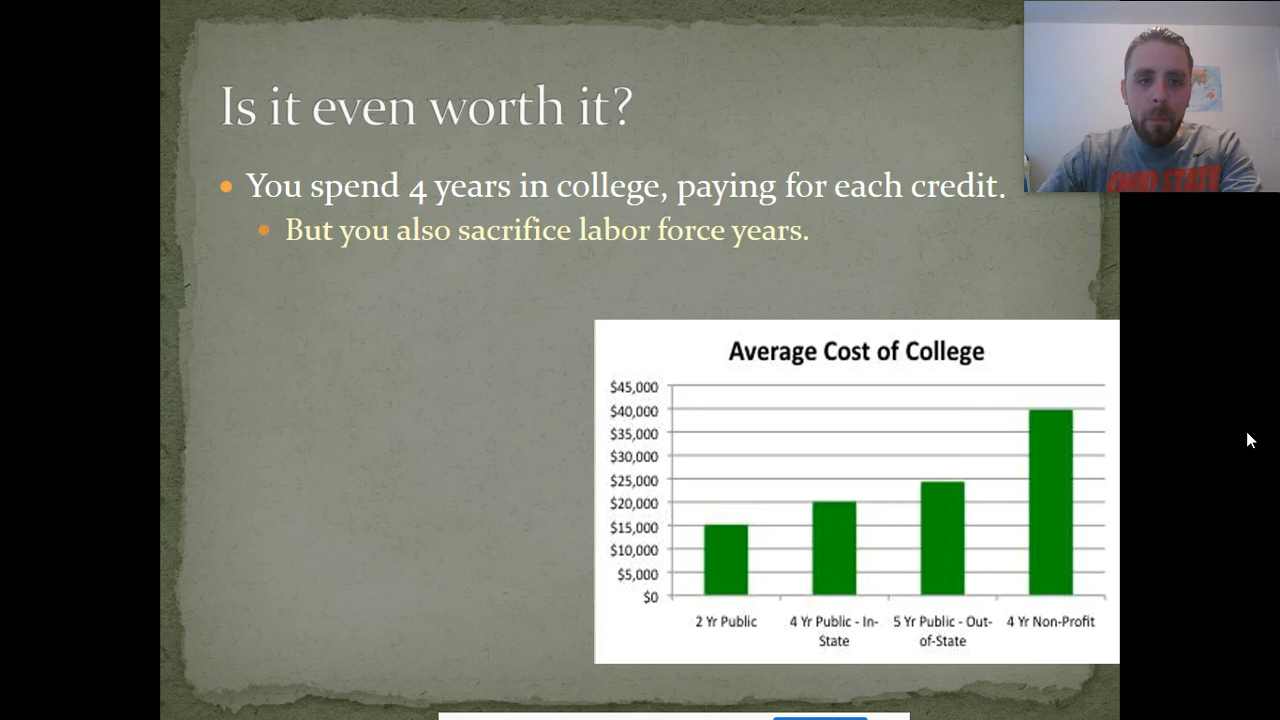 Is it even worth it?
You spend 4 years in college, paying for each credit.
But you also sacrifice labor force years.
OHIO STATE
Average Cost of College
$45,000
$40,000
$35,000
$30,000
$25,000
$20,000
$15,000
$10,000
$5,000
$0
2 Yr Public
4 Yr Public - In-
State
5 Yr Public - Out-
of-State
4 Yr Non-Profit